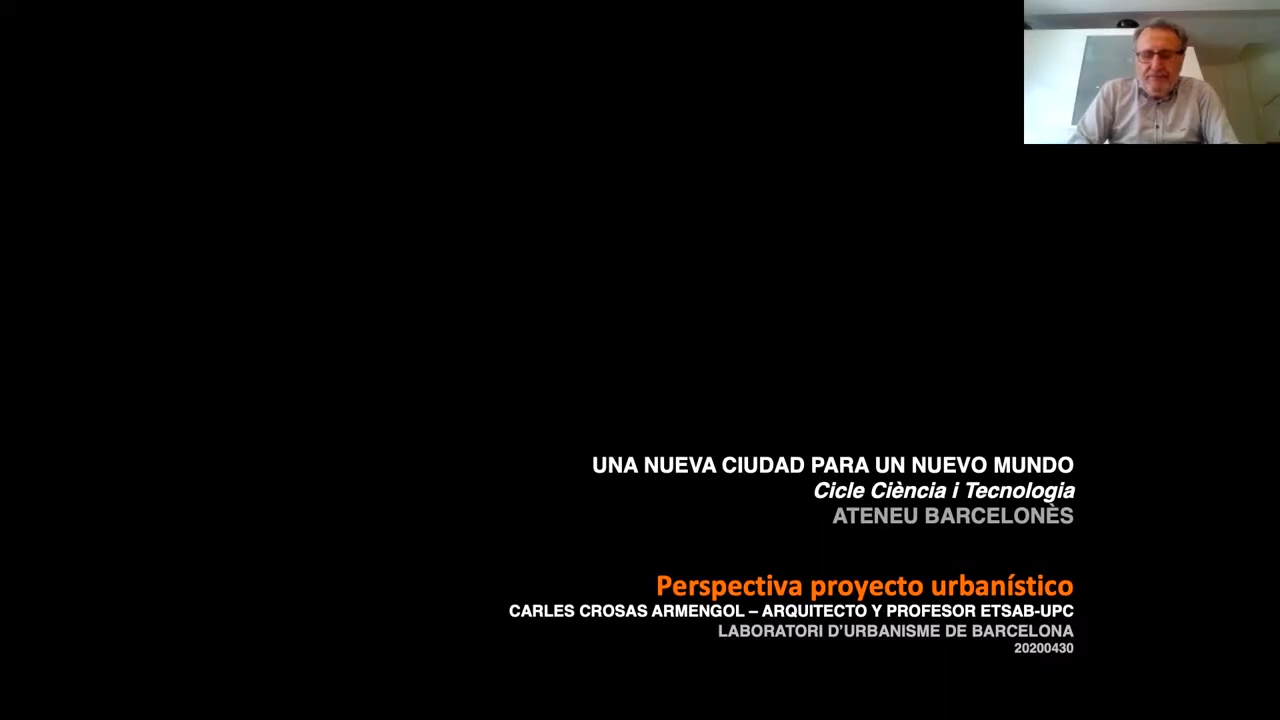 UNA NUEVA CIUDAD PARA UN NUEVO MUNDO
Cicle Ciència i Tecnologia
ATENEU BARCELONÈS
Perspectiva proyecto urbanístico
CARLES CROSAS ARMENGOL – ARQUITECTO Y PROFESOR ETSAB-UPC
LABORATORI D'URBANISME DE BARCELONA
20200430